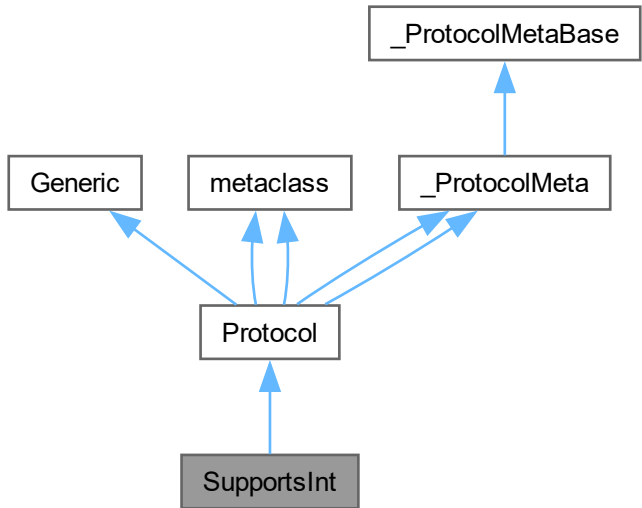 _ProtocolMetaBase
Generic
metaclass
_ProtocolMeta
Protocol
SupportsInt